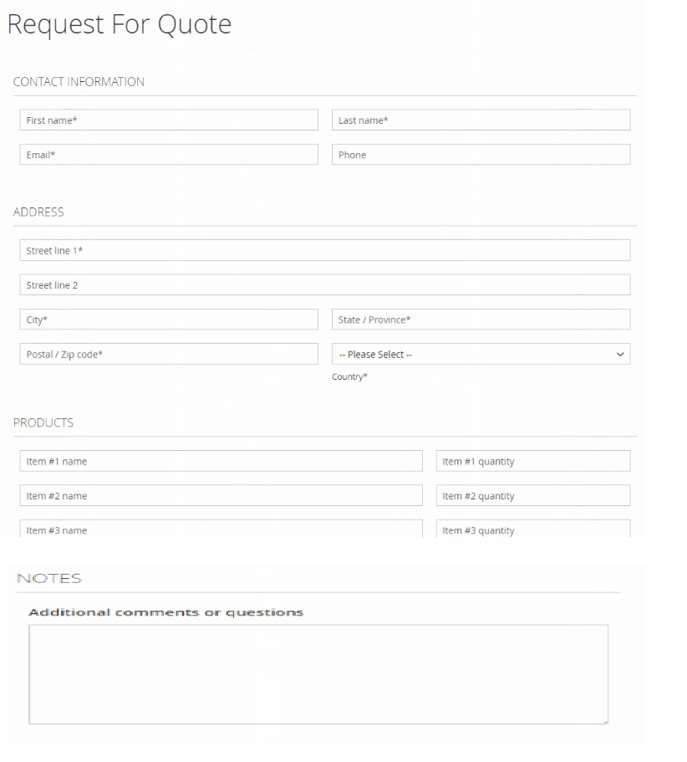 Request For Quote
CONTACT INFORMATION
First name* Last name*
Email* Phone
ADDRESS
Street line 1*
Street line 2
City* State / Province*
Postal / Zip code* -- Please Select --
Country*
PRODUCTS
Item #1 name Item #1 quantity
Item #2 name Item #2 quantity
Item #3 name Item #3 quantity
NOTES
Additional comments or questions